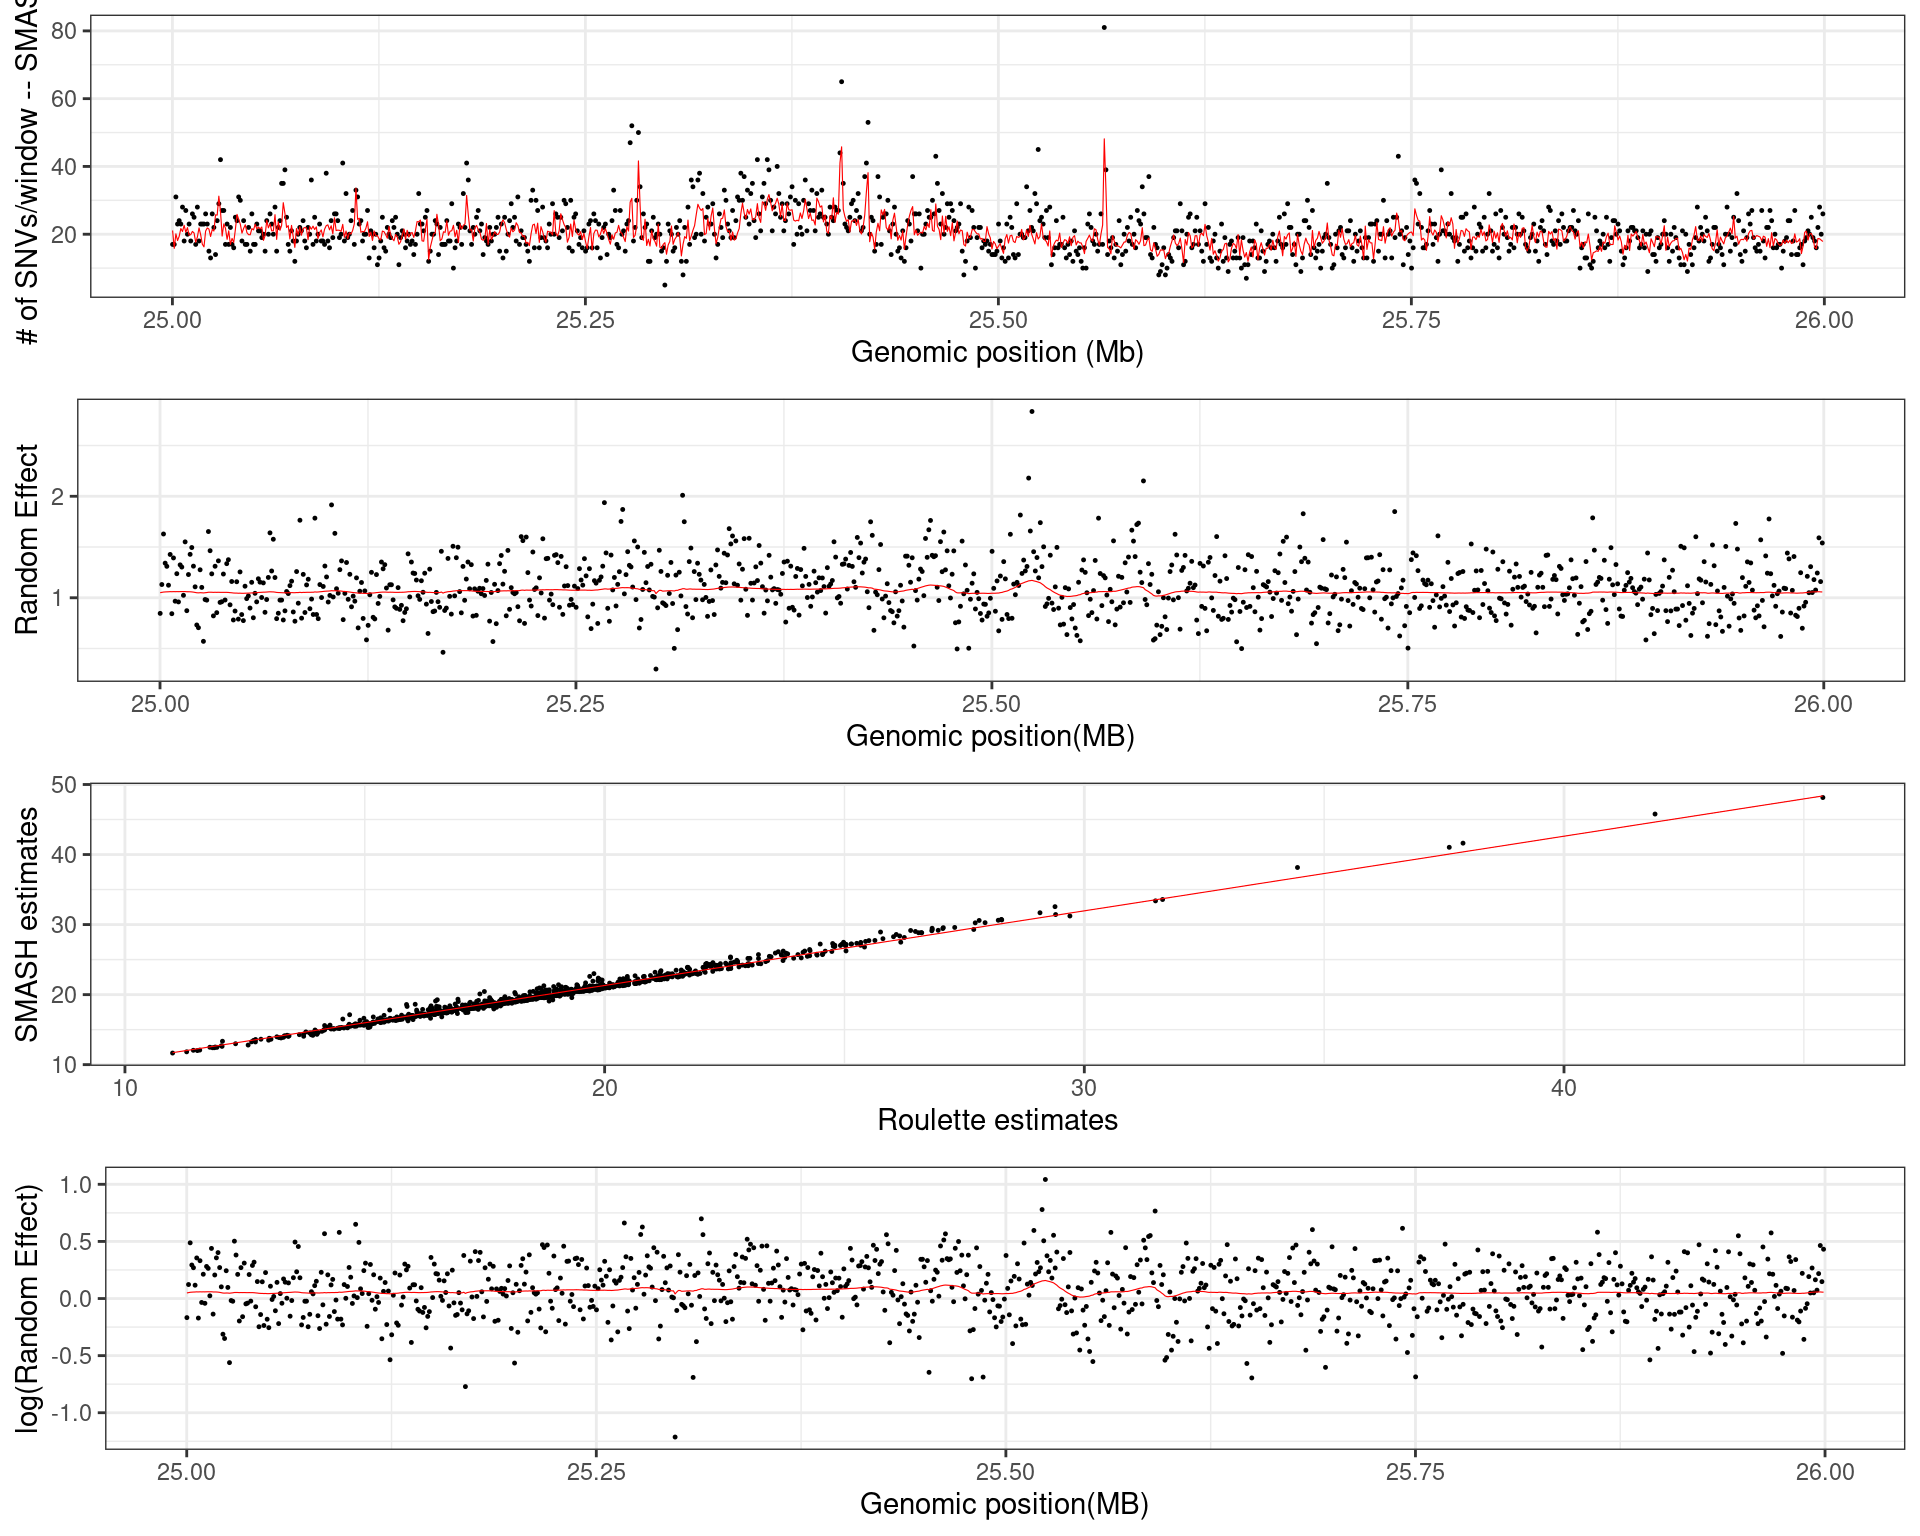 # of SNVs/window -- SMAS
80
60
40
20
25.00 25.25 25.50 25.75 26.00
Genomic position (Mb)
Random Effect
2
1
25.00 25.25 25.50 25.75 26.00
Genomic position(MB)
SMASH estimates
50
40
30
20
10
10 20 30 40
Roulette estimates
log(Random Effect)
1.0
0.5
0.0
-0.5
-1.0
25.00 25.25 25.50 25.75 26.00
Genomic position(MB)